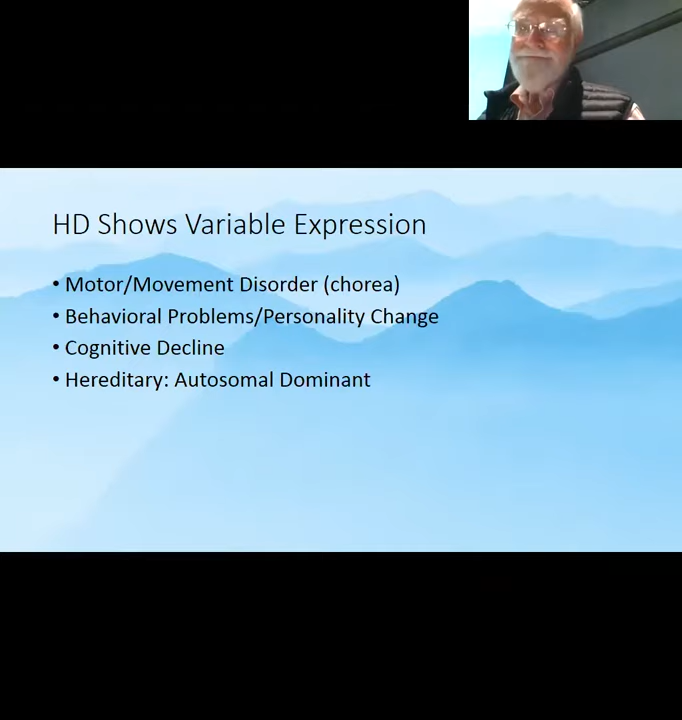 HD Shows Variable Expression
• Motor/Movement Disorder (chorea)
• Behavioral Problems/Personality Change
• Cognitive Decline
• Hereditary: Autosomal Dominant